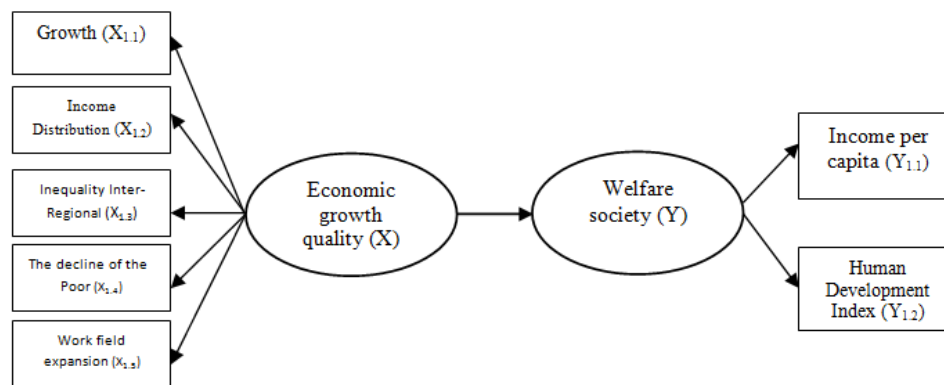 Growth (X1.1)
Income
Distribution (X1.2)
Inequality Inter-
Regional (X1.3)
The decline of the
Poor (X1.4)
Work field
expansion (X1.5)
Economic
growth
quality (X)
Welfare
society (Y)
Income per
capita (Y1.1)
Human
Development
Index (Y1.2)